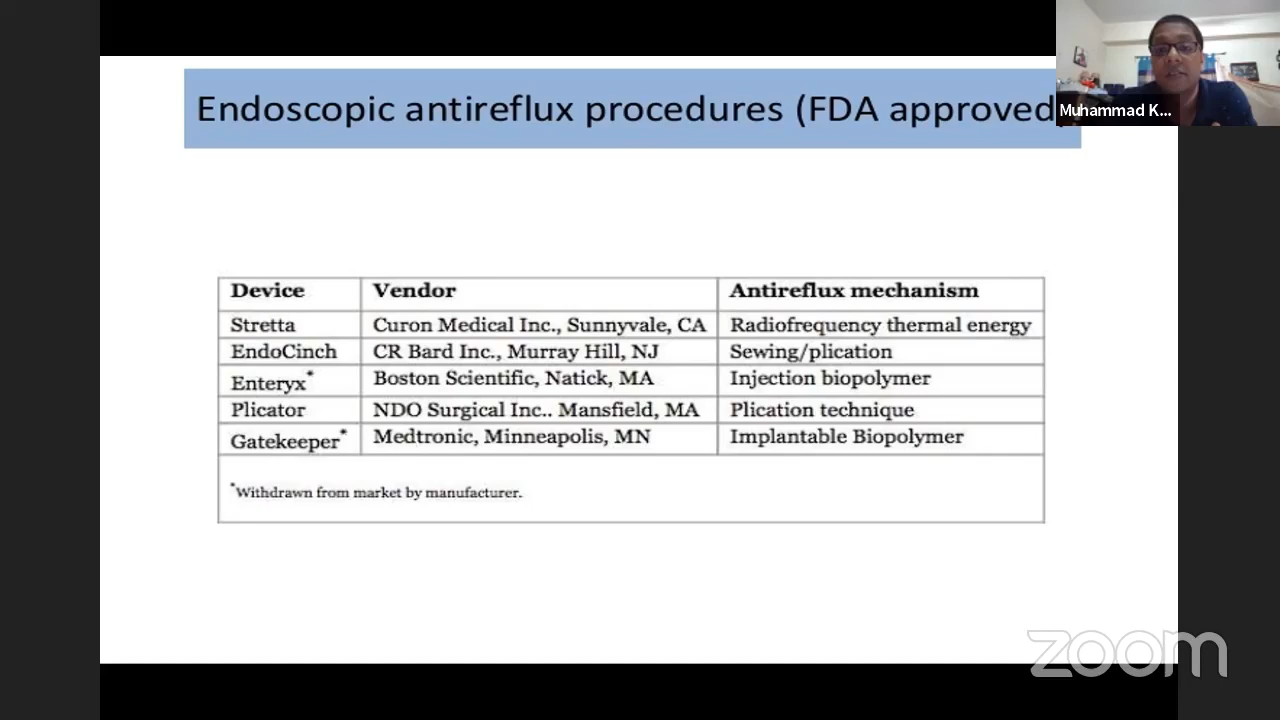 Endoscopic antireflux procedures (FDA approved
Muhammad K...
Device Vendor Antireflux mechanism
Stretta Curon Medical Inc., Sunnyvale, CA Radiofrequency thermal energy
EndoCinch CR Bard Inc., Murray Hill, NJ Sewing/plication
Enteryx* Boston Scientific, Natick, MA Injection biopolymer
Plicator NDO Surgical Inc.. Mansfield, MA Plication technique
Gatekeeper* Medtronic, Minneapolis, MN Implantable Biopolymer
*Withdrawn from market by manufacturer.
zoom